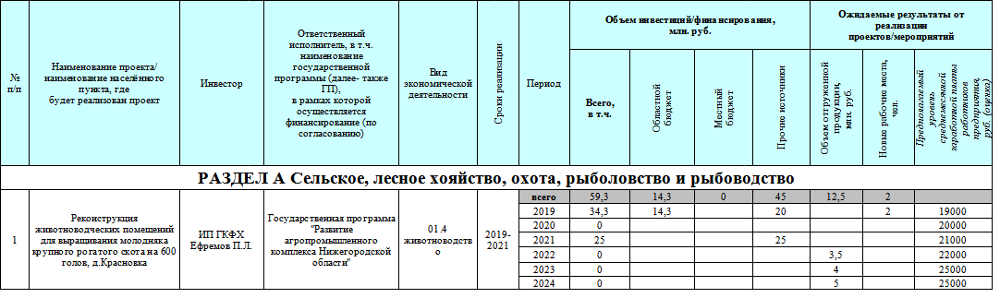 №
п/п
Наименование проекта/
наименование населённого
пункта, где
будет реализован проект
Инвестор
Ответственный
исполнитель, в т.ч.
наименование
государственной
программы (далее- также
ГП),
в рамках которой
осуществляется
финансирование (по
согласованию)
Вид
экономической
деятельности
Сроки реализации
Период
Объем инвестиций/финансирования,
млн. руб.
Всего,
в т.ч.
Областной
бюджет
Местный
бюджет
Прочие источники
Ожидаемые результаты от
реализации
проектов/мероприятий
Объем отгруженной
продукции,
млн. руб.
Новые рабочие места,
чел.
Предполагаемый
уровень
среднемесячной
заработной платы
работников
предприятия,
руб. (оценка)
РАЗДЕЛ А Сельское, лесное хояйство, охота, рыболовство и рыбоводство
1
Реконструкция
животноводческих помещений
для выращивания молодняка
крупного рогатого скота на 600
голов, д.Красновка
ИП ГКФХ
Ефремов П.Л.
Государственная программа
"Развитие
агропромышленного
комплекса Нижегородской
области"
01.4
животноводств
о
2019-
2021
всего 59,3 14,3 0 45 12,5 2
2019 34,3 14,3 20 2 19000
2020 0 20000
2021 25 25 21000
2022 0 3,5 22000
2023 0 4 25000
2024 0 5 25000